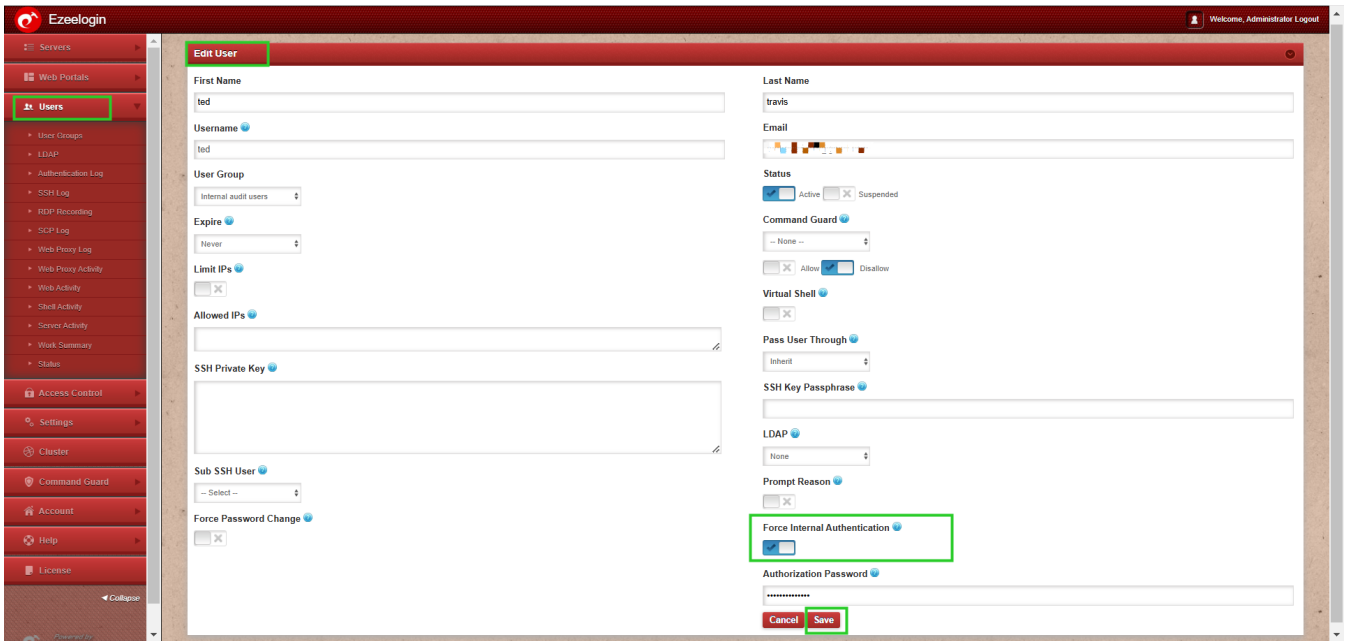 Ezeelogin
Welcome, Administrator Logout
Servers
Web Portals
Users
User Groups
LDAP
Authentication Log
SSH Log
RDP Recording
SCP Log
Web Proxy Log
Web Proxy Activity
Web Activity
Shell Activity
Server Activity
Work Summary
Status
Access Control
Settings
Cluster
Command Guard
Account
Help
License
Collapse
Powered by
Edit User
First Name
ted
Username
ted
User Group
Internal audit users
Expire
Never
Limit IPs
Allowed IPs
SSH Private Key
Sub SSH User
-- Select --
Force Password Change
Last Name
travis
Email
Status
Active Suspended
Command Guard
-- None --
Allow Disallow
Virtual Shell
Pass User Through
Inherit
SSH Key Passphrase
LDAP
None
Prompt Reason
Force Internal Authentication
Authorization Password
••••••••••••••
Cancel Save